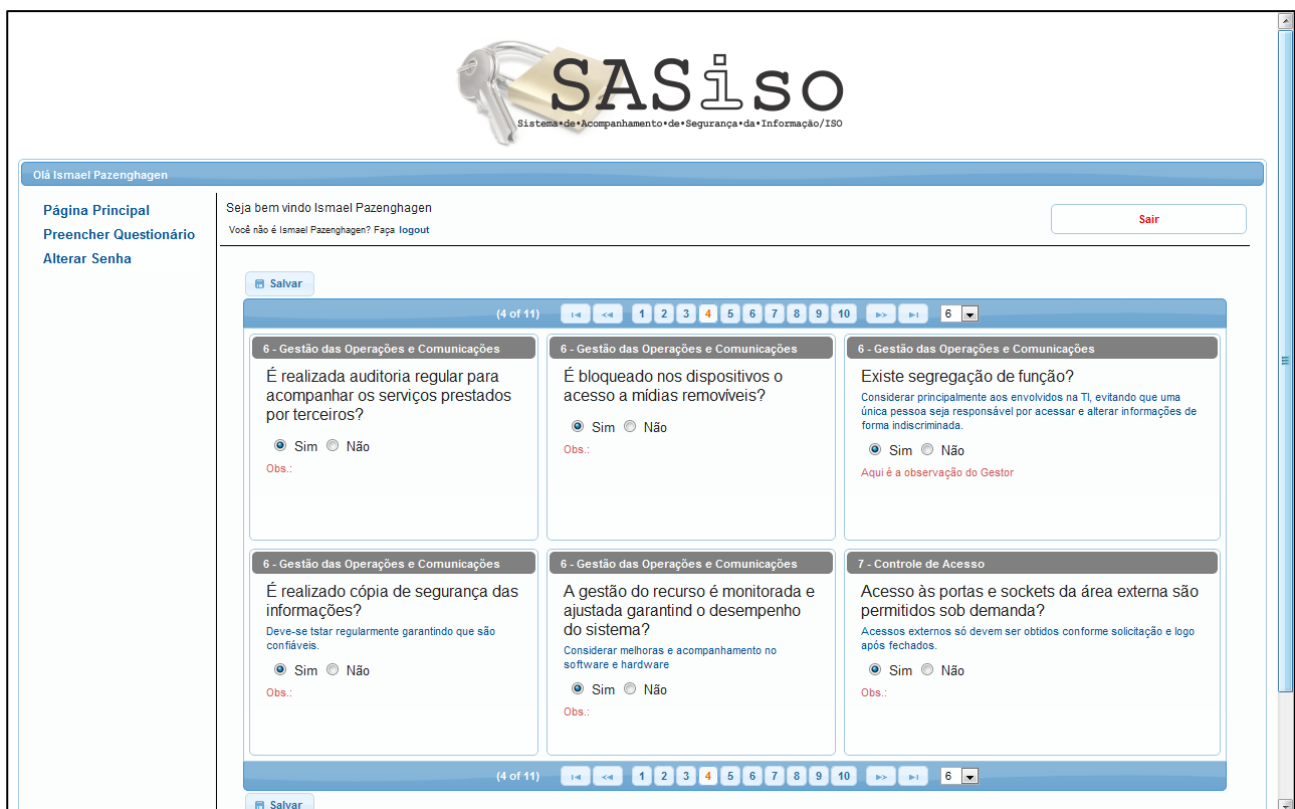 SASiso
Sistema•de•Acompanhamento•de•Segurança•da•Informação/ISO
Olá Ismael Pazenghagen
Página Principal
Preencher Questionário
Alterar Senha
Seja bem vindo Ismael Pazenghagen
Você não é Ismael Pazenghagen? Faça logout
Sair
Salvar
(4 of 11) 1 2 3 4 5 6 7 8 9 10 6
6 - Gestão das Operações e Comunicações
É realizada auditoria regular para
acompanhar os serviços prestados
por terceiros?
Sim Não
Obs.:
6 - Gestão das Operações e Comunicações
É bloqueado nos dispositivos o
acesso a mídias removíveis?
Sim Não
Obs.:
6 - Gestão das Operações e Comunicações
Existe segregação de função?
Considerar principalmente aos envolvidos na TI, evitando que uma
única pessoa seja responsável por acessar e alterar informações de
forma indiscriminada.
Sim Não
Aqui é a observação do Gestor
6 - Gestão das Operações e Comunicações
É realizado cópia de segurança das
informações?
Deve-se tstar regularmente garantindo que são
confiáveis.
Sim Não
Obs.:
6 - Gestão das Operações e Comunicações
A gestão do recurso é monitorada e
ajustada garantind o desempenho
do sistema?
Considerar melhoras e acompanhamento no
software e hardware
Sim Não
Obs.:
7 - Controle de Acesso
Acesso às portas e sockets da área externa são
permitidos sob demanda?
Acessos externos só devem ser obtidos conforme solicitação e logo
após fechados.
Sim Não
Obs.:
(4 of 11) 1 2 3 4 5 6 7 8 9 10 6
Salvar